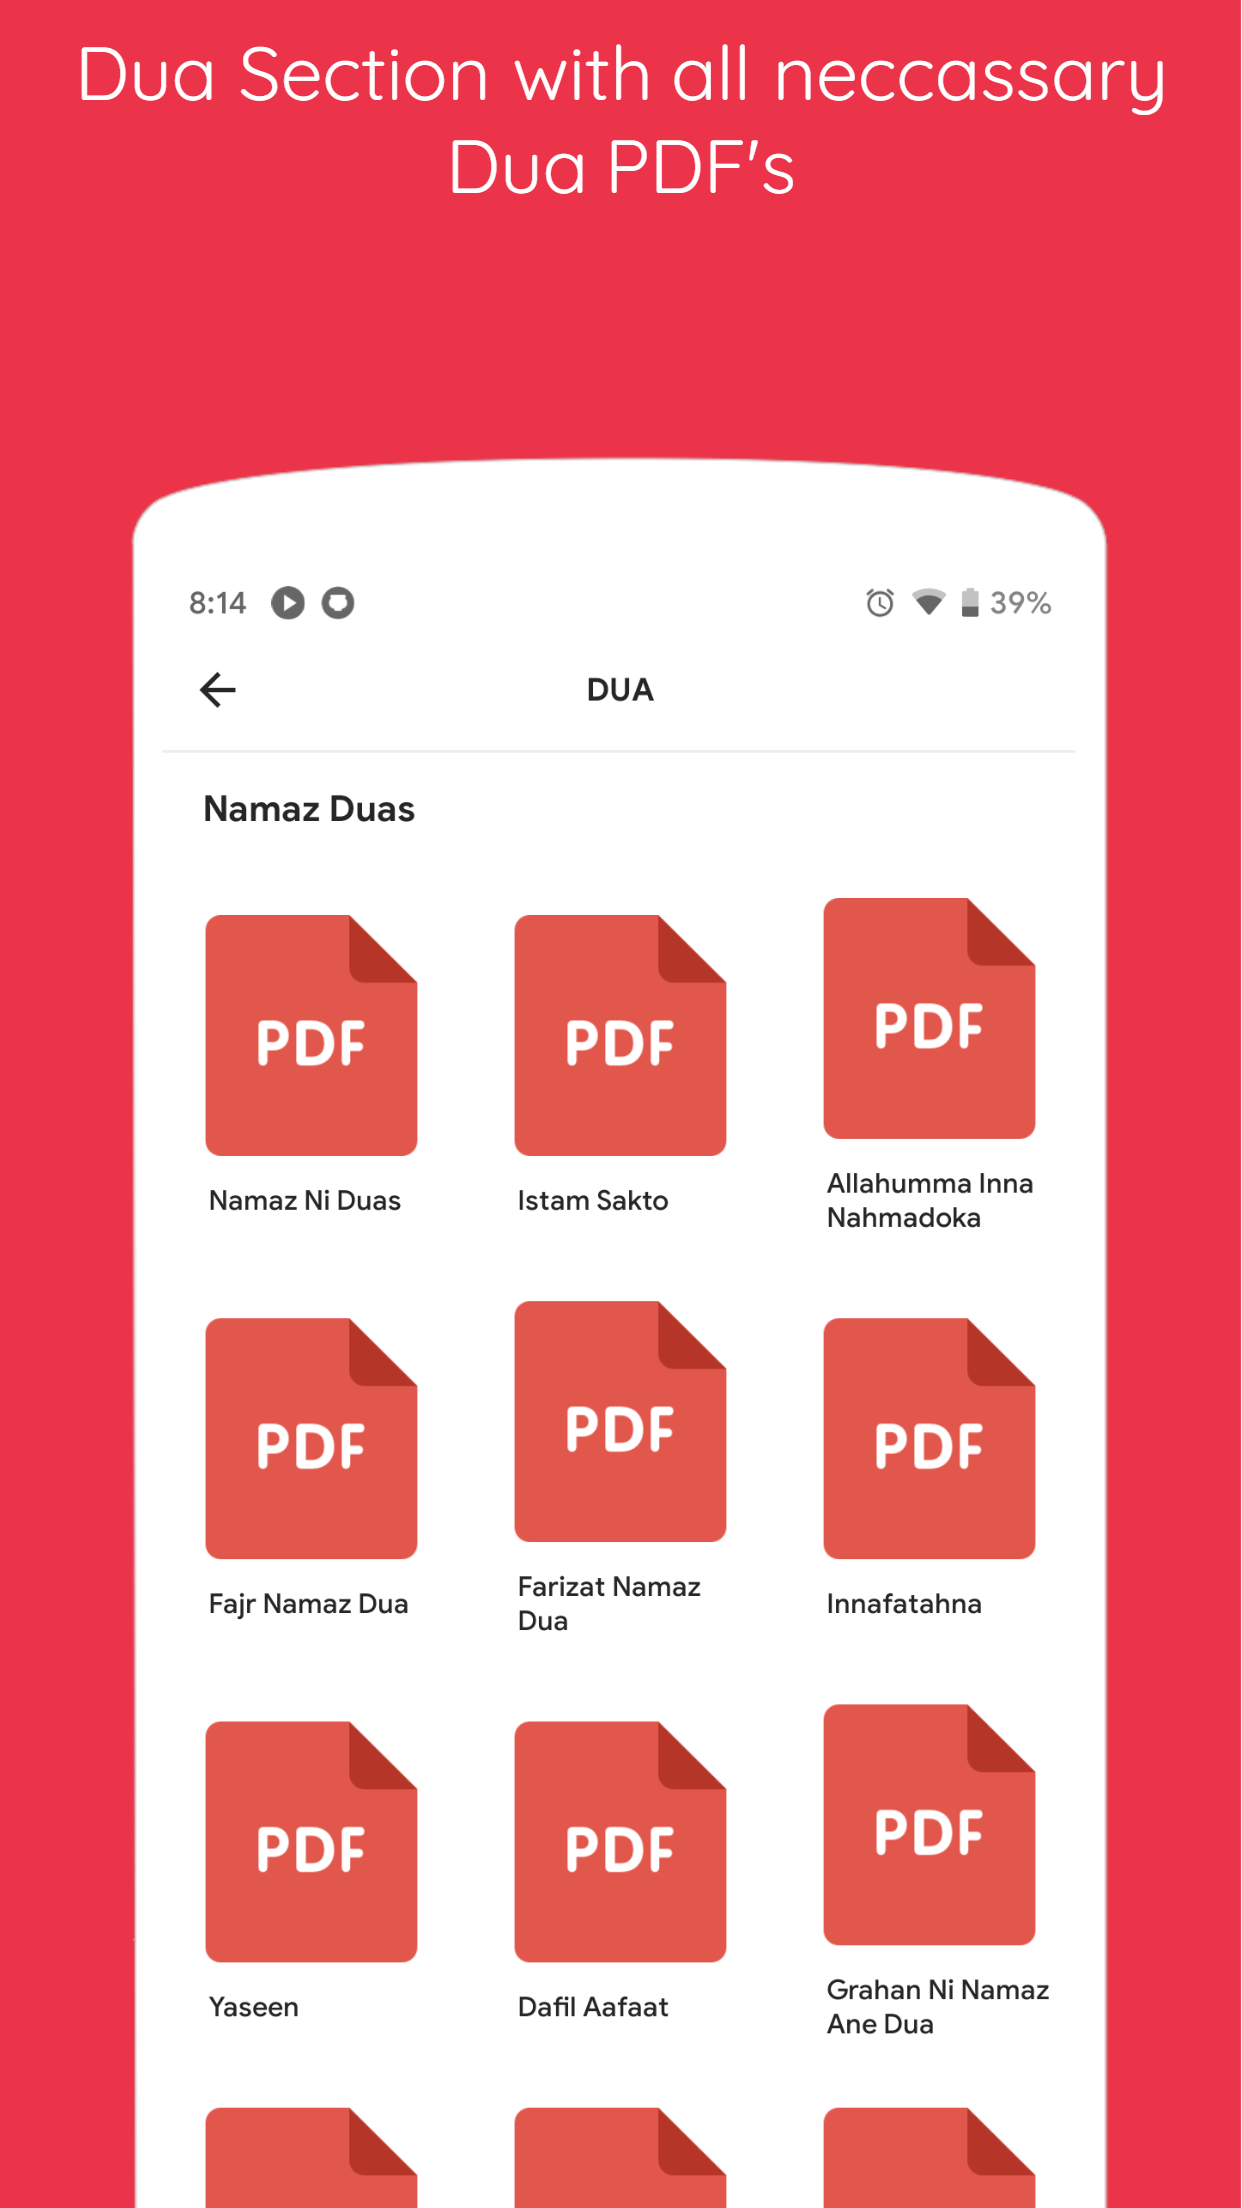 Dua Section with all neccassary
Dua PDF's
8:14
39%
DUA
Namaz Duas
PDF
PDF
PDF
Namaz Ni Duas
Istam Sakto
Allahumma Inna
Nahmadoka
PDF
PDF
PDF
Fajr Namaz Dua
Farizat Namaz
Dua
Innafatahna
PDF
PDF
PDF
Yaseen
Dafil Aafaat
Grahan Ni Namaz
Ane Dua